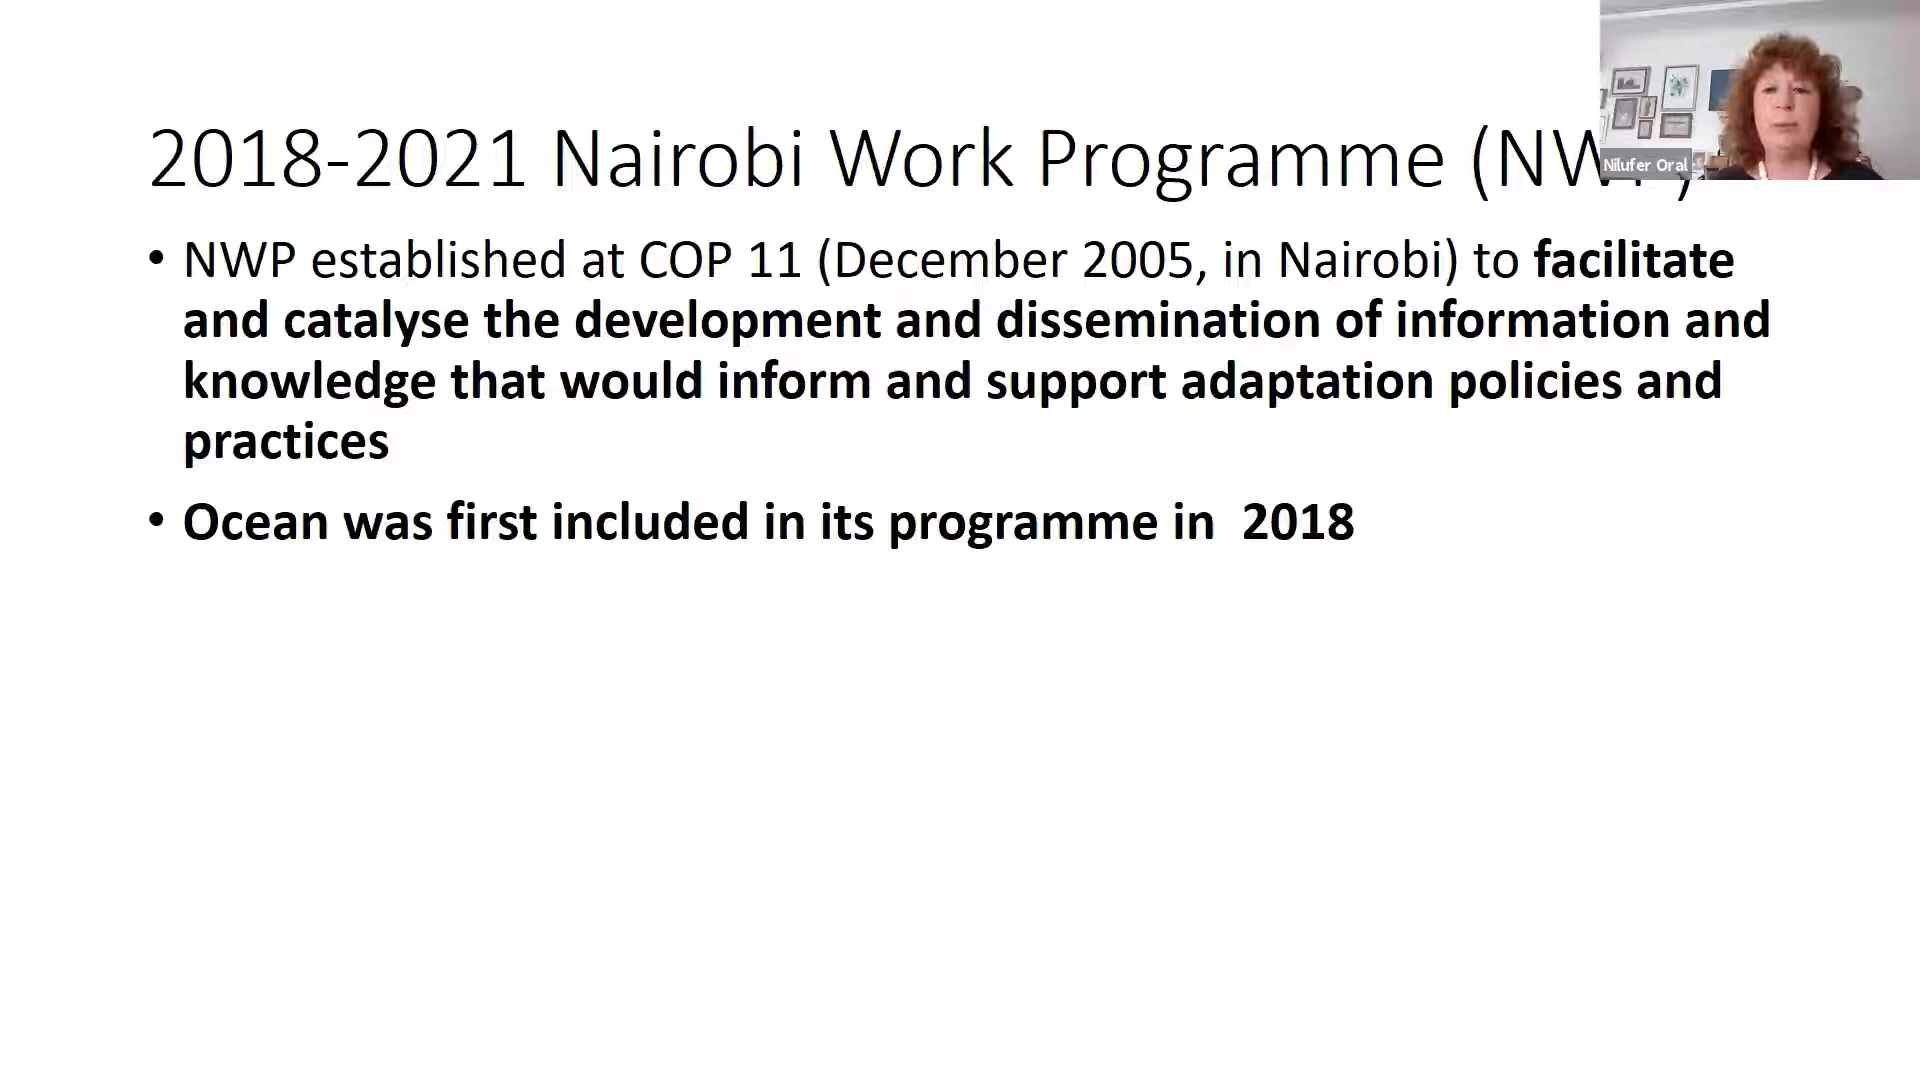 2018-2021 Nairobi Work Programme
Nilufer Oral
• NWP established at COP 11 (December 2005, in Nairobi) to facilitate
and catalyse the development and dissemination of information and
knowledge that would inform and support adaptation policies and
practices
• Ocean was first included in its programme in 2018